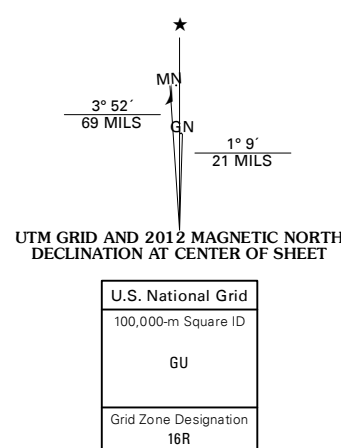 MN
3° 52´
69 MILS
GN
1° 9´
21 MILS
UTM GRID AND 2012 MAGNETIC NORTH
DECLINATION AT CENTER OF SHEET
U.S. National Grid
100,000-m Square ID
GU
Grid Zone Designation
16R